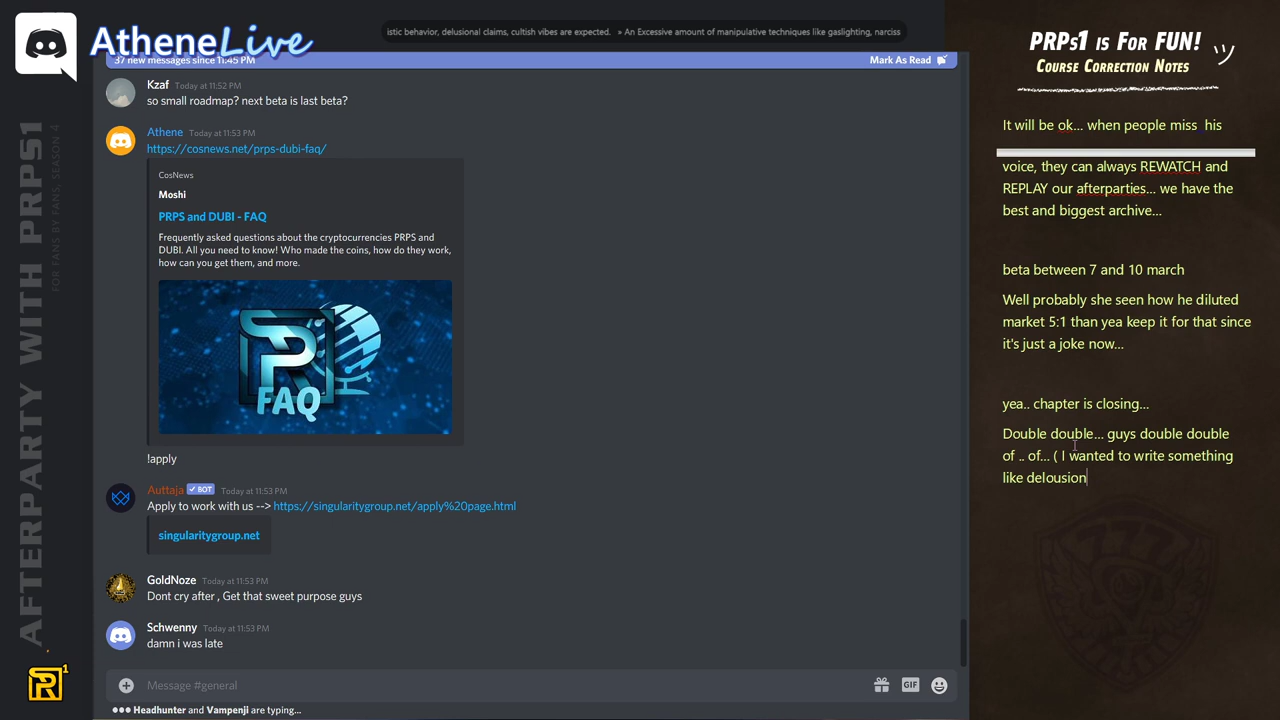 AtheneLive
istic behavior, delusional claims, cultish vibes are expected.   » An Excessive amount of manipulative techniques like gaslighting, narciss
37 new messages since 11:45 PM
Mark As Read
Kzaf Today at 11:52 PM
so small roadmap? next beta is last beta?
Athene Today at 11:53 PM
https://cosnews.net/prps-dubi-faq/
CosNews
Moshi
PRPS and DUBI - FAQ
Frequently asked questions about the cryptocurrencies PRPS and
DUBI. All you need to know! Who made the coins, how do they work,
how can you get them, and more.
FAQ
!apply
Auttaja BOT Today at 11:53 PM
Apply to work with us --> https://singularitygroup.net/apply%20page.html
singularitygroup.net
GoldNoze Today at 11:53 PM
Dont cry after , Get that sweet purpose guys
Schwenny Today at 11:53 PM
damn i was late
Message #general
GIF
Headhunter and Vampenji are typing...
AFTERPARTY WITH PRPS1
FOR FANS BY FANS, SEASON 4
R1
PRPs1 is For FUN!
Course Correction Notes
ツ
It will be ok... when people miss  his
voice, they can always REWATCH and
REPLAY our afterparties... we have the
best and biggest archive...
beta between 7 and 10 march
Well probably she seen how he diluted
market 5:1 than yea keep it for that since
it's just a joke now...
yea.. chapter is closing...
Double double... guys double double
of .. of... ( I wanted to write something
like delousion